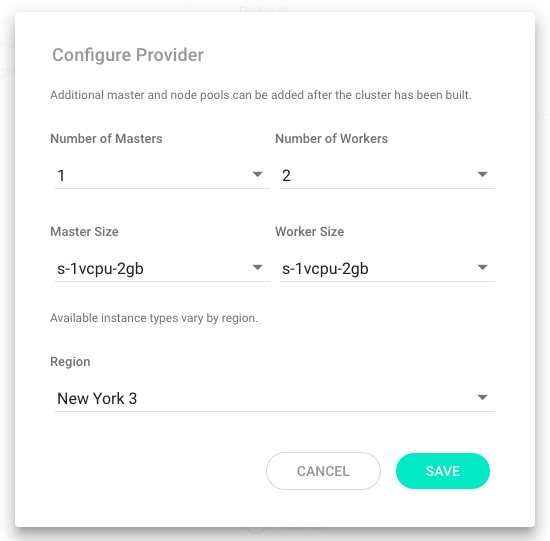 Configure Provider
Additional master and node pools can be added after the cluster has been built.
Number of Masters Number of Workers
1 2
Master Size Worker Size
s-1vcpu-2gb s-1vcpu-2gb
Available instance types vary by region.
Region
New York 3
CANCEL SAVE